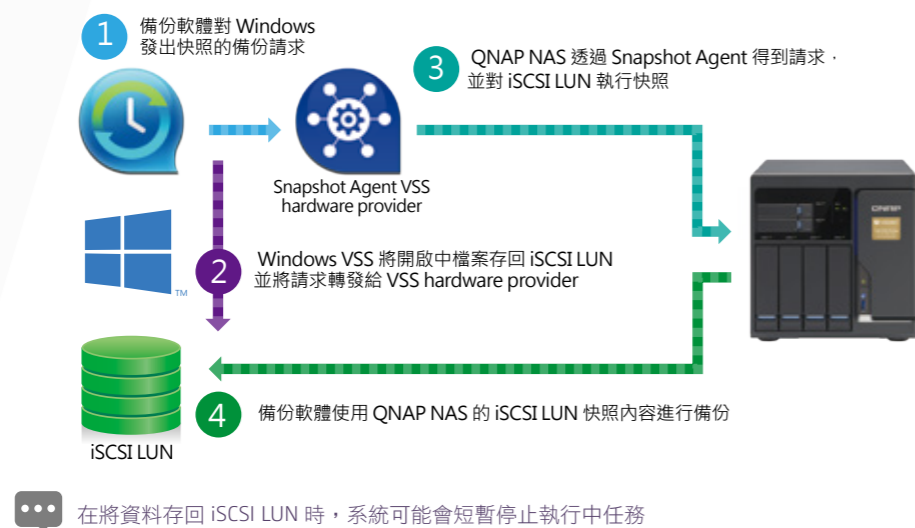 1
備份軟體對 Windows
發出快照的備份請求
3
QNAP NAS 透過 Snapshot Agent 得到請求,
並對 iSCSI LUN 執行快照
Snapshot Agent VSS
hardware provider
QNAP
TM
2
Windows VSS 將開啟中檔案存回 iSCSI LUN
並將請求轉發給 VSS hardware provider
4
備份軟體使用 QNAP NAS 的 iSCSI LUN 快照內容進行備份
iSCSI LUN
在將資料存回 iSCSI LUN 時,系統可能會短暫停止執行中任務